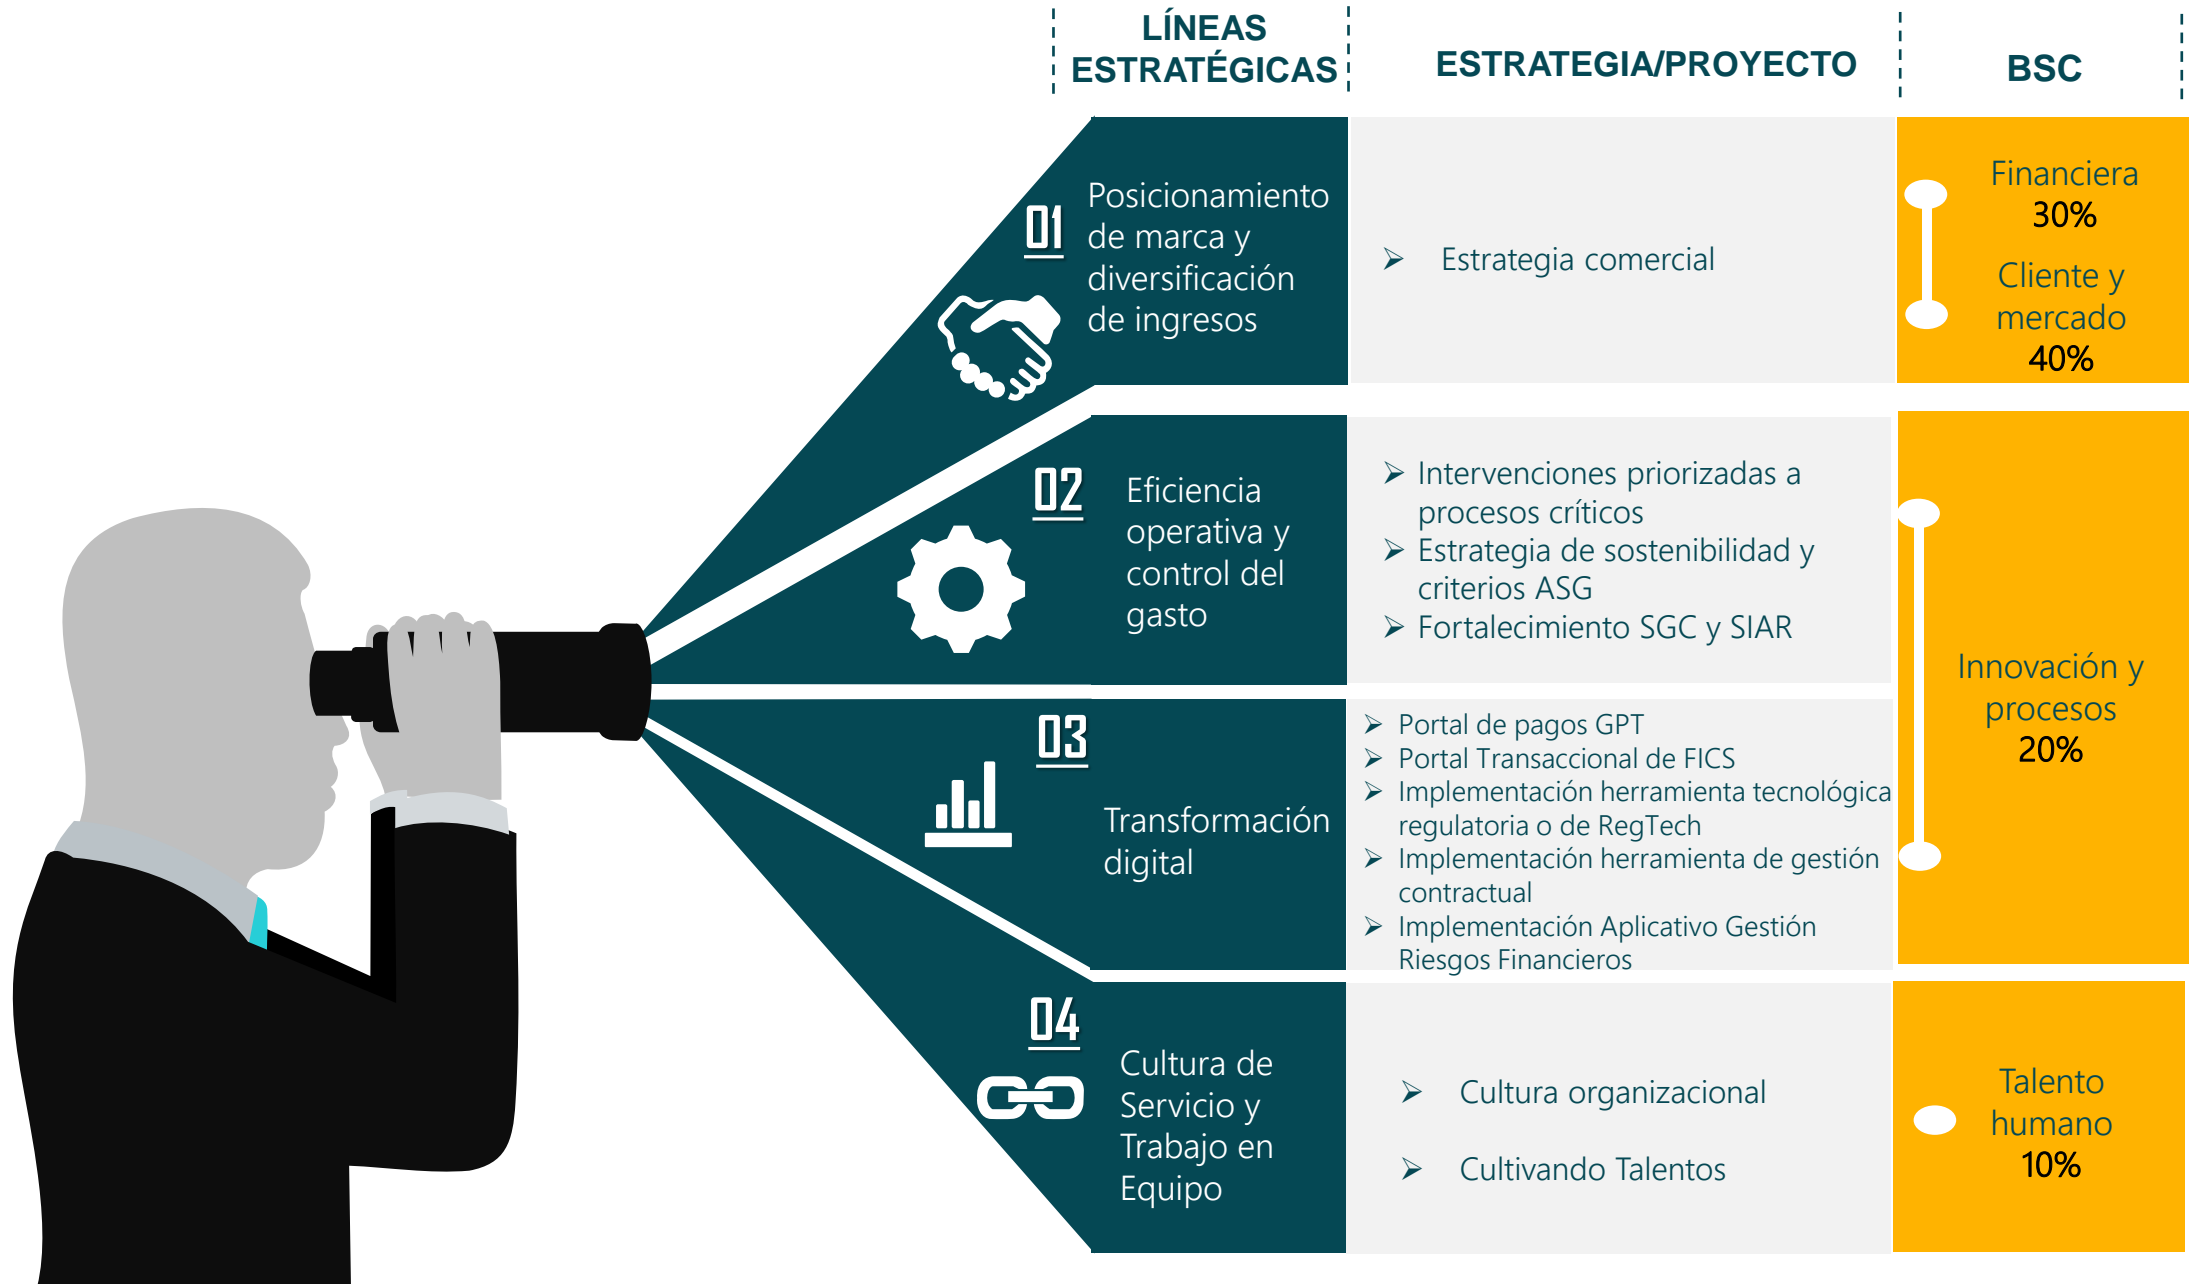 LÍNEAS
ESTRATÉGICAS
ESTRATEGIA/PROYECTO
BSC
01
Posicionamiento
de marca y
diversificación
de ingresos
➢ Estrategia comercial
Financiera
30%
Cliente y
mercado
40%
02
Eficiencia
operativa y
control del
gasto
➢ Intervenciones priorizadas a
procesos críticos
➢ Estrategia de sostenibilidad y
criterios ASG
➢ Fortalecimiento SGC y SIAR
03
Transformación
digital
➢ Portal de pagos GPT
➢ Portal Transaccional de FICS
➢ Implementación herramienta tecnológica
regulatoria o de RegTech
➢ Implementación herramienta de gestión
contractual
➢ Implementación Aplicativo Gestión
Riesgos Financieros
Innovación y
procesos
20%
04
Cultura de
Servicio y
Trabajo en
Equipo
➢ Cultura organizacional
➢ Cultivando Talentos
Talento
humano
10%